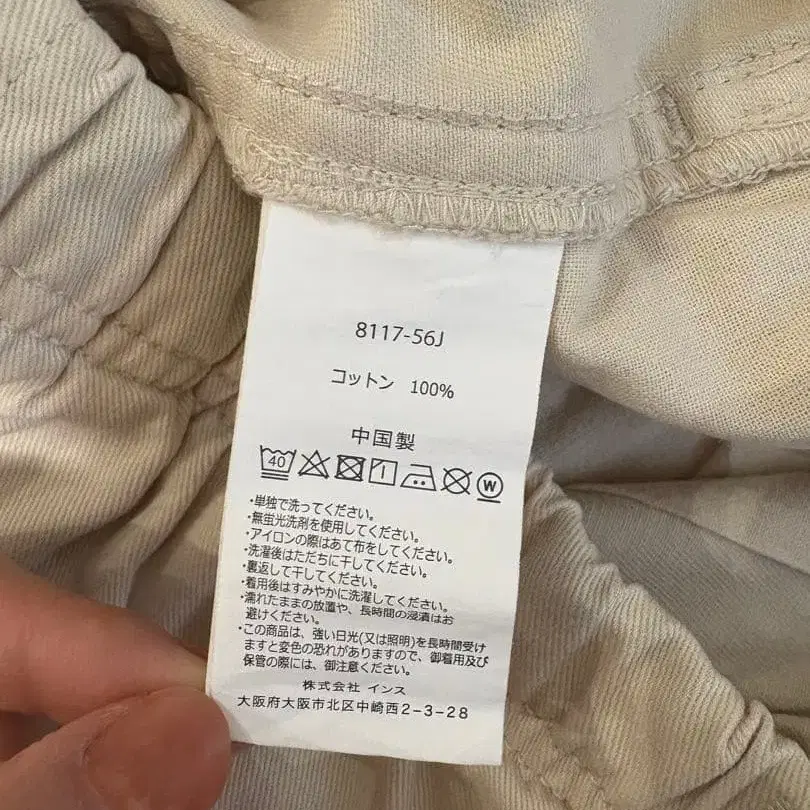 8117-56J
コットン 100%
中国製
40 W
・単独で洗ってください。
・無蛍光洗剤を使用してください。
・アイロンの際はあて布をしてください。
・洗濯後はただちに干してください。
・裏返して干してください。
・着用後はすみやかに洗濯してください。
・濡れたままの放置や、長時間の浸漬はお
避けください。
・この商品は、強い日光(又は照明)を長時間受け
ますと変色の恐れがありますので、御着用及び
保管の際には、御注意ください。
株式会社 インス
大阪府大阪市北区中崎西2-3-28